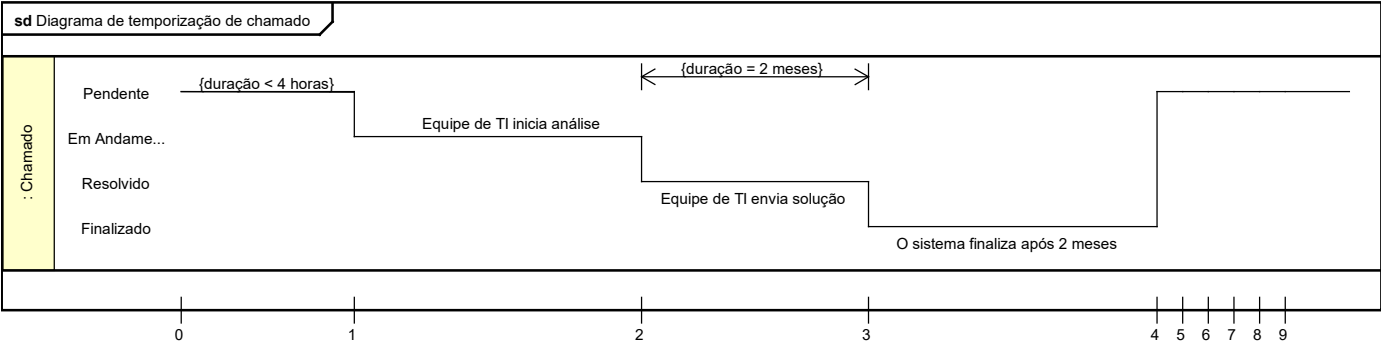 sd Diagrama de temporização de chamado
{duração < 4 horas}
{duração = 2 meses}
Pendente
Equipe de TI inicia análise
Em Andame...
: Chamado
Resolvido
Equipe de TI envia solução
Finalizado
O sistema finaliza após 2 meses
0 1 2 3 4 5 6 7 8 9